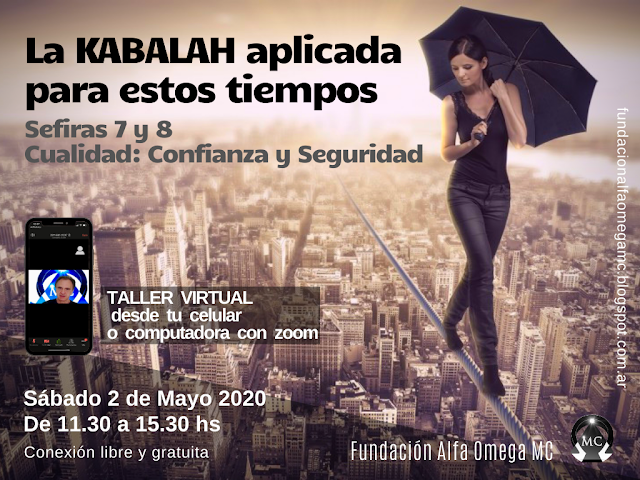 La KABALAH aplicada
para estos tiempos
Sefiras 7 y 8
Cualidad: Confianza y Seguridad
TALLER VIRTUAL
desde tu celular
o computadora con zoom
Sábado 2 de Mayo 2020
De 11.30 a 15.30 hs
Conexión libre y gratuita
Fundación Alfa Omega MC
MC
fundacionalfaomegamc.blogspot.com.ar